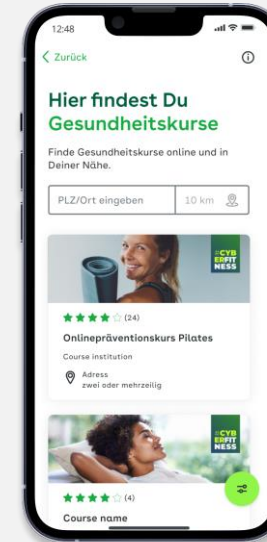 12:48
Zurück
Hier findest Du
Gesundheitskurse
Finde Gesundheitskurse online und in
Deiner Nähe.
PLZ/Ort eingeben
10 km
#CYB
ERFIT
NESS
(24)
Onlinepräventionskurs Pilates
Course institution
Adress
zwei oder mehrzeilig
#CYB
ERFIT
NESS
(4)
Course name